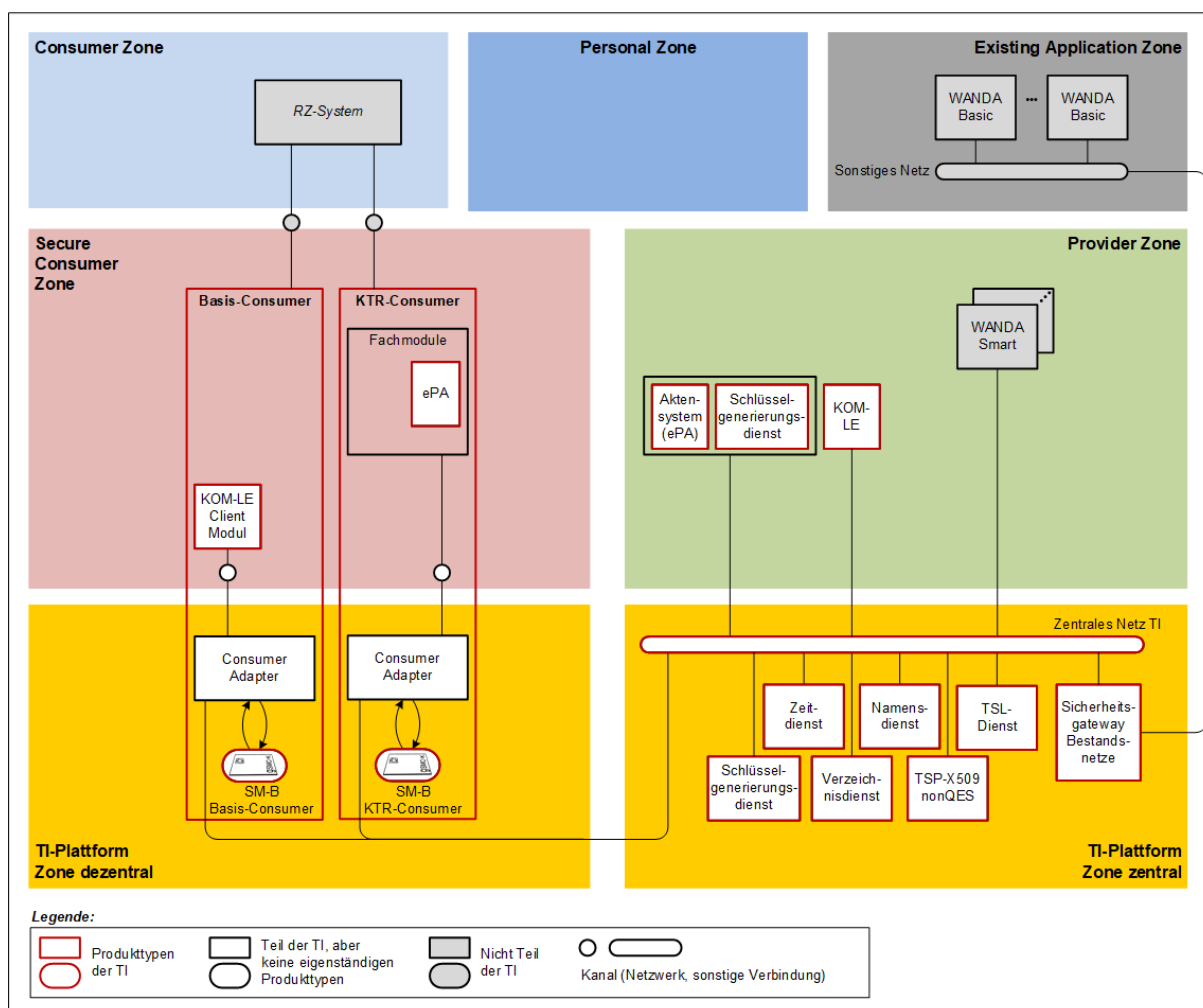 Consumer Zone
Personal Zone
Existing Application Zone
RZ-System
WANDA
Basic
...
WANDA
Basic
Sonstiges Netz
Secure
Consumer
Zone
Provider Zone
Basis-Consumer
KTR-Consumer
Fachmodule
ePA
WANDA
Smart
Akten-
system
(ePA)
Schlüssel-
generierungs-
dienst
KOM-
LE
KOM-LE
Client
Modul
Zentrales Netz TI
Consumer
Adapter
Consumer
Adapter
Zeit-
dienst
Namens-
dienst
TSL-
Dienst
Sicherheits-
gateway
Bestands-
netze
Schlüssel-
generierungs-
dienst
Verzeich-
nisdienst
TSP-X509
nonQES
SM-B
Basis-Consumer
SM-B
KTR-Consumer
TI-Plattform
Zone dezentral
TI-Plattform
Zone zentral
Legende:
Produkttypen
der TI
Teil der TI, aber
keine eigenständigen
Produkttypen
Nicht Teil
der TI
Kanal (Netzwerk, sonstige Verbindung)